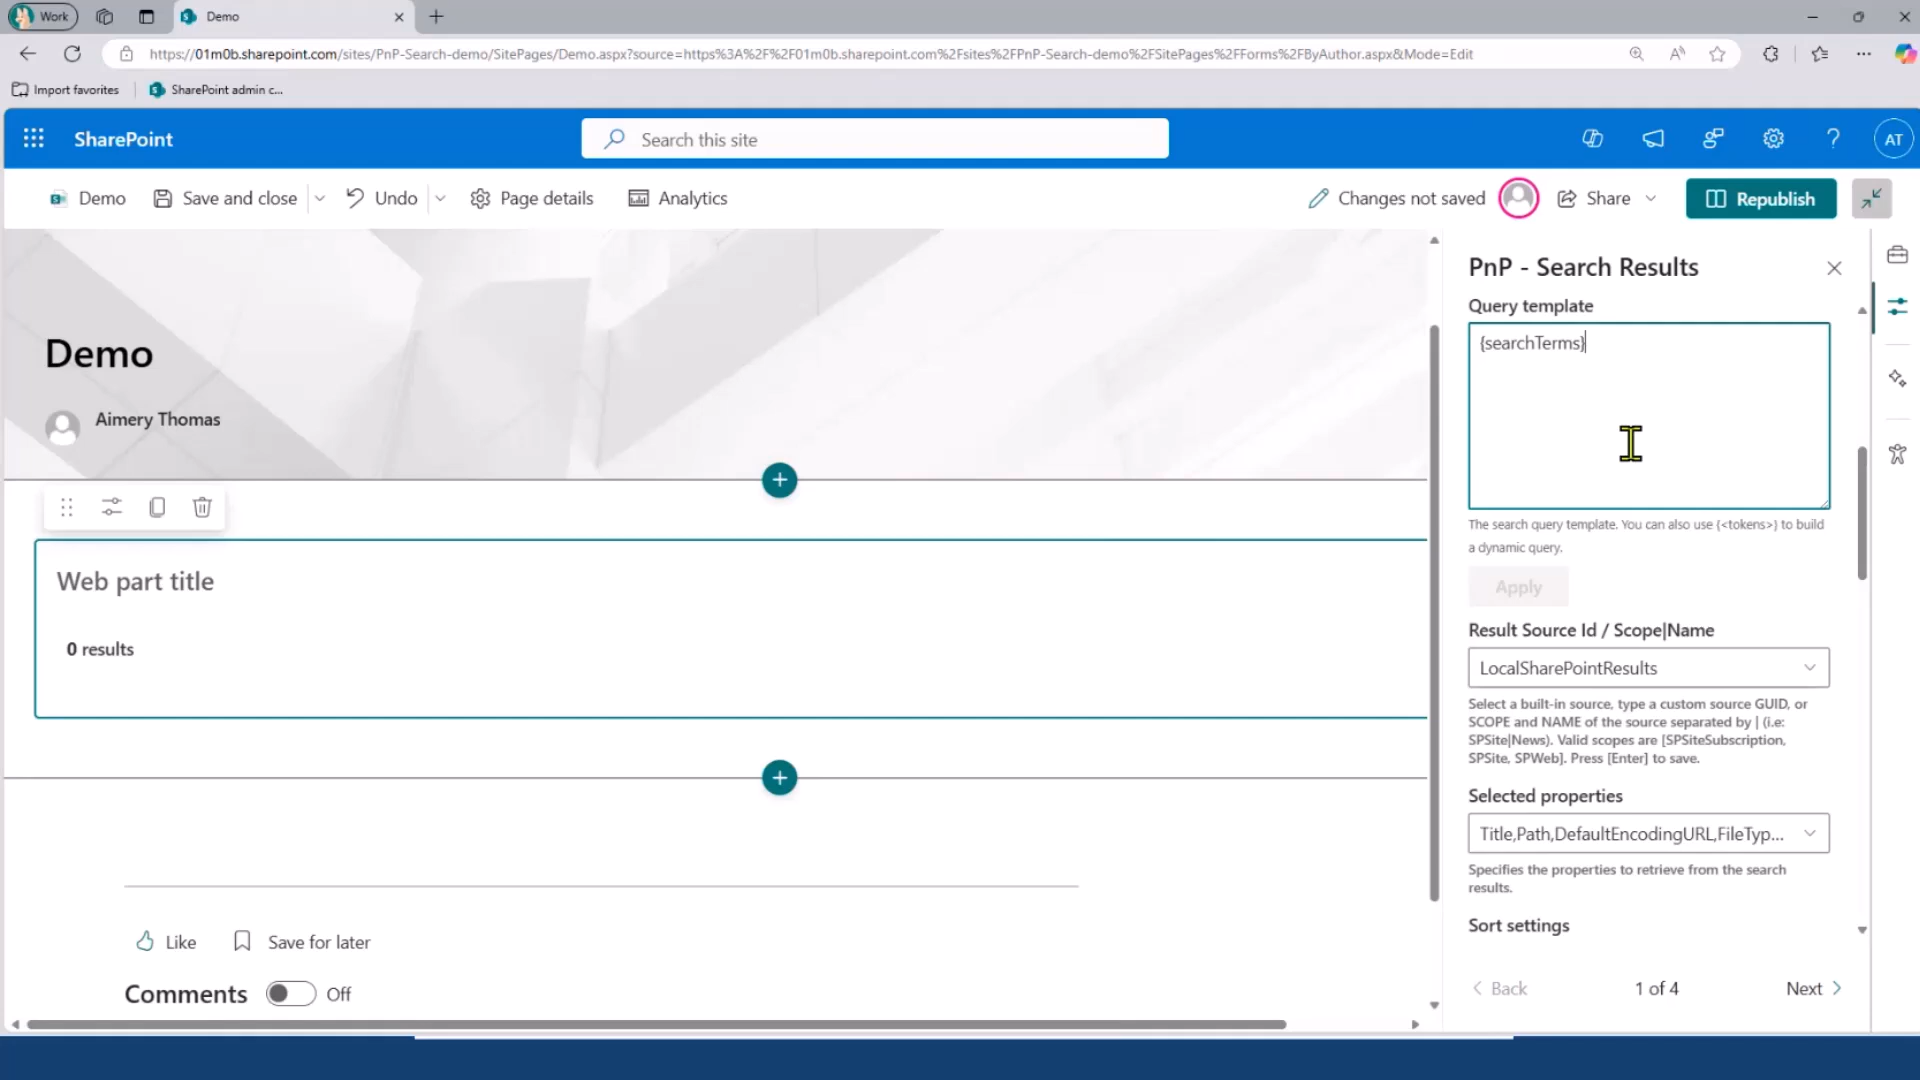 Work
Demo
https://01m0b.sharepoint.com/sites/PnP-Search-demo/SitePages/Demo.aspx?source=https%3A%2F%2F01m0b.sharepoint.com%2Fsites%2FPnP-Search-demo%2FSitePages%2FForms%2FByAuthor.aspx&Mode=Edit
Import favorites
SharePoint admin c...
SharePoint
Search this site
AT
Demo
Save and close
Undo
Page details
Analytics
Changes not saved
Share
Republish
Demo
Aimery Thomas
Web part title
0 results
Like
Save for later
Comments
Off
PnP - Search Results
Query template
{searchTerms}
The search query template. You can also use {<tokens>} to build
a dynamic query.
Apply
Result Source Id / Scope|Name
LocalSharePointResults
Select a built-in source, type a custom source GUID, or
SCOPE and NAME of the source separated by | (i.e:
SPSite|News). Valid scopes are [SPSiteSubscription,
SPSite, SPWeb]. Press [Enter] to save.
Selected properties
Title,Path,DefaultEncodingURL,FileTyp...
Specifies the properties to retrieve from the search
results.
Sort settings
Back
1 of 4
Next